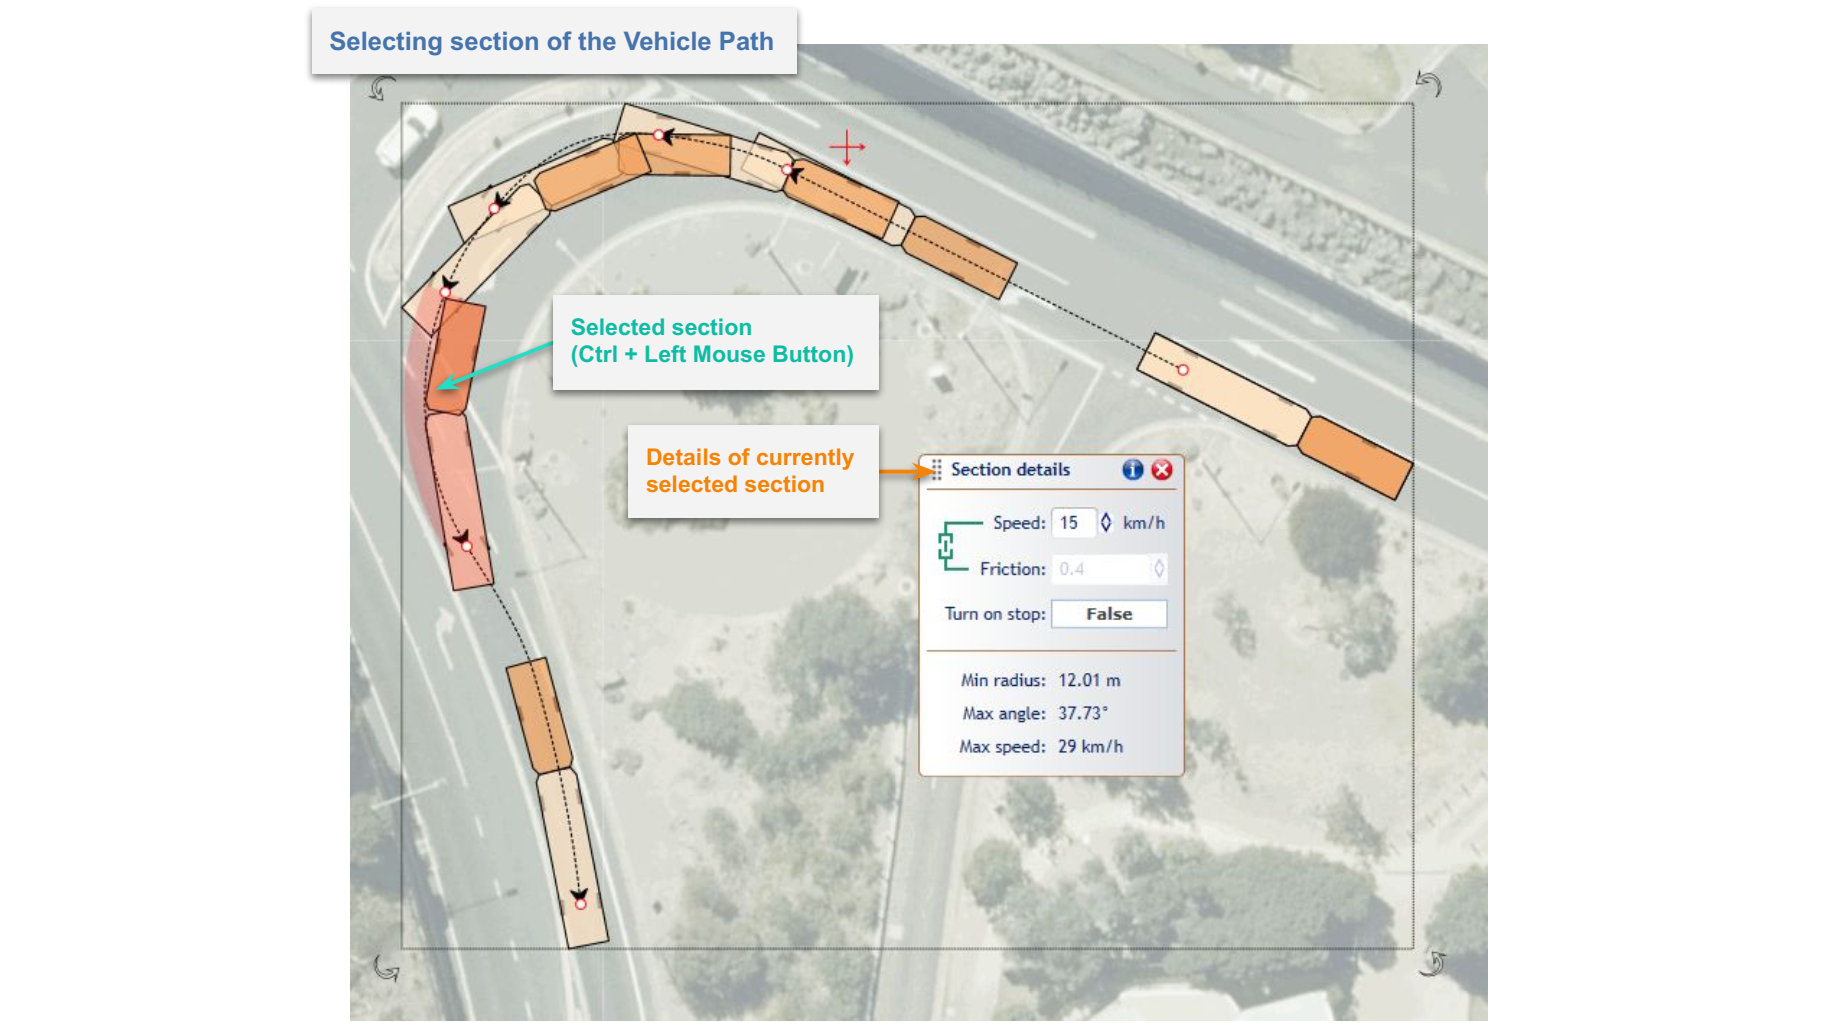 Selecting section of the Vehicle Path
Selected section
(Ctrl + Left Mouse Button)
Details of currently
selected section
Section details
Speed: 15 km/h
Friction: 0.4
Turn on stop: False
Min radius: 12.01 m
Max angle: 37.73°
Max speed: 29 km/h